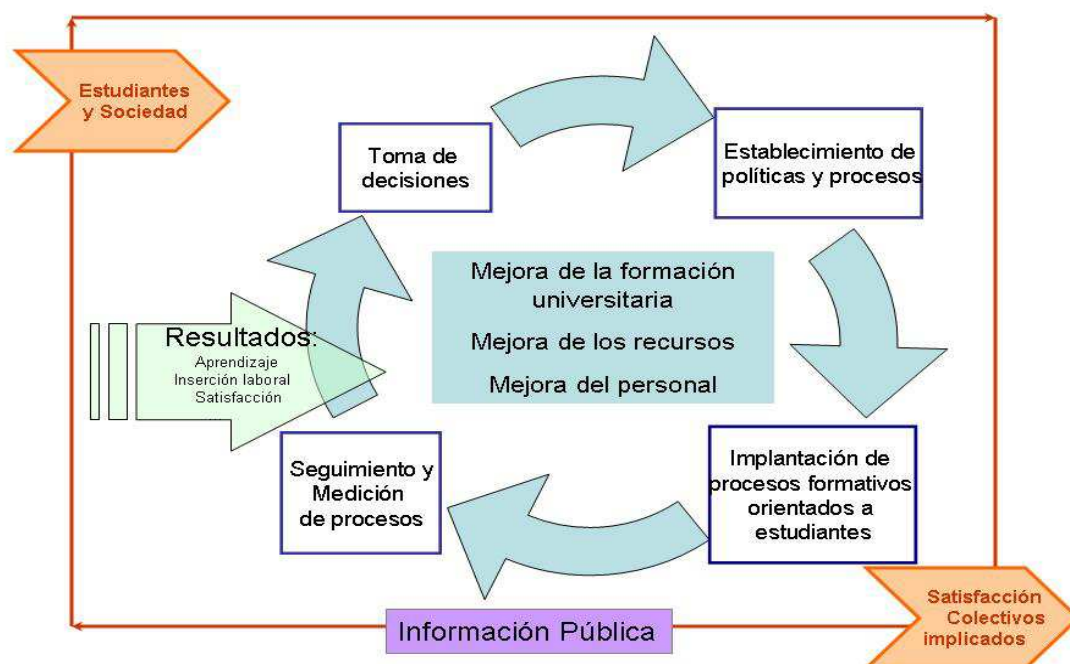 Estudiantes
y Sociedad
Toma de
decisiones
Establecimiento de
políticas y procesos
Mejora de la formación
universitaria
Mejora de los recursos
Mejora del personal
Resultados:
Aprendizaje
Inserción laboral
Satisfacción
Seguimiento y
Medición
de procesos
Implantación de
procesos formativos
orientados a
estudiantes
Información Pública
Satisfacción
Colectivos
implicados